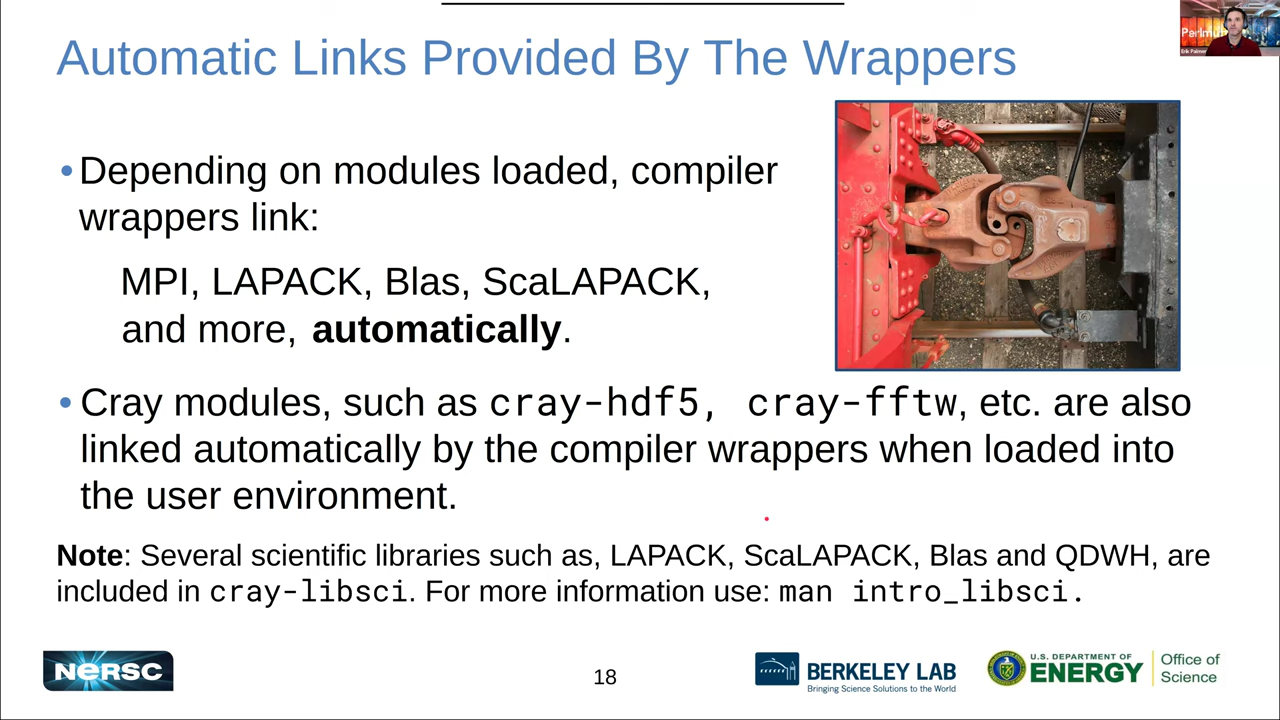 Automatic Links Provided By The Wrappers
•Depending on modules loaded, compiler
wrappers link:
MPI, LAPACK, Blas, ScaLAPACK,
and more, automatically.
•Cray modules, such as cray-hdf5, cray-fftw, etc. are also
linked automatically by the compiler wrappers when loaded into
the user environment.
Note: Several scientific libraries such as, LAPACK, ScaLAPACK, Blas and QDWH, are
included in cray-libsci. For more information use: man intro_libsci.
NERSC
18
BERKELEY LAB
Bringing Science Solutions to the World
U.S. DEPARTMENT OF
ENERGY
Office of
Science
Erik Palmer